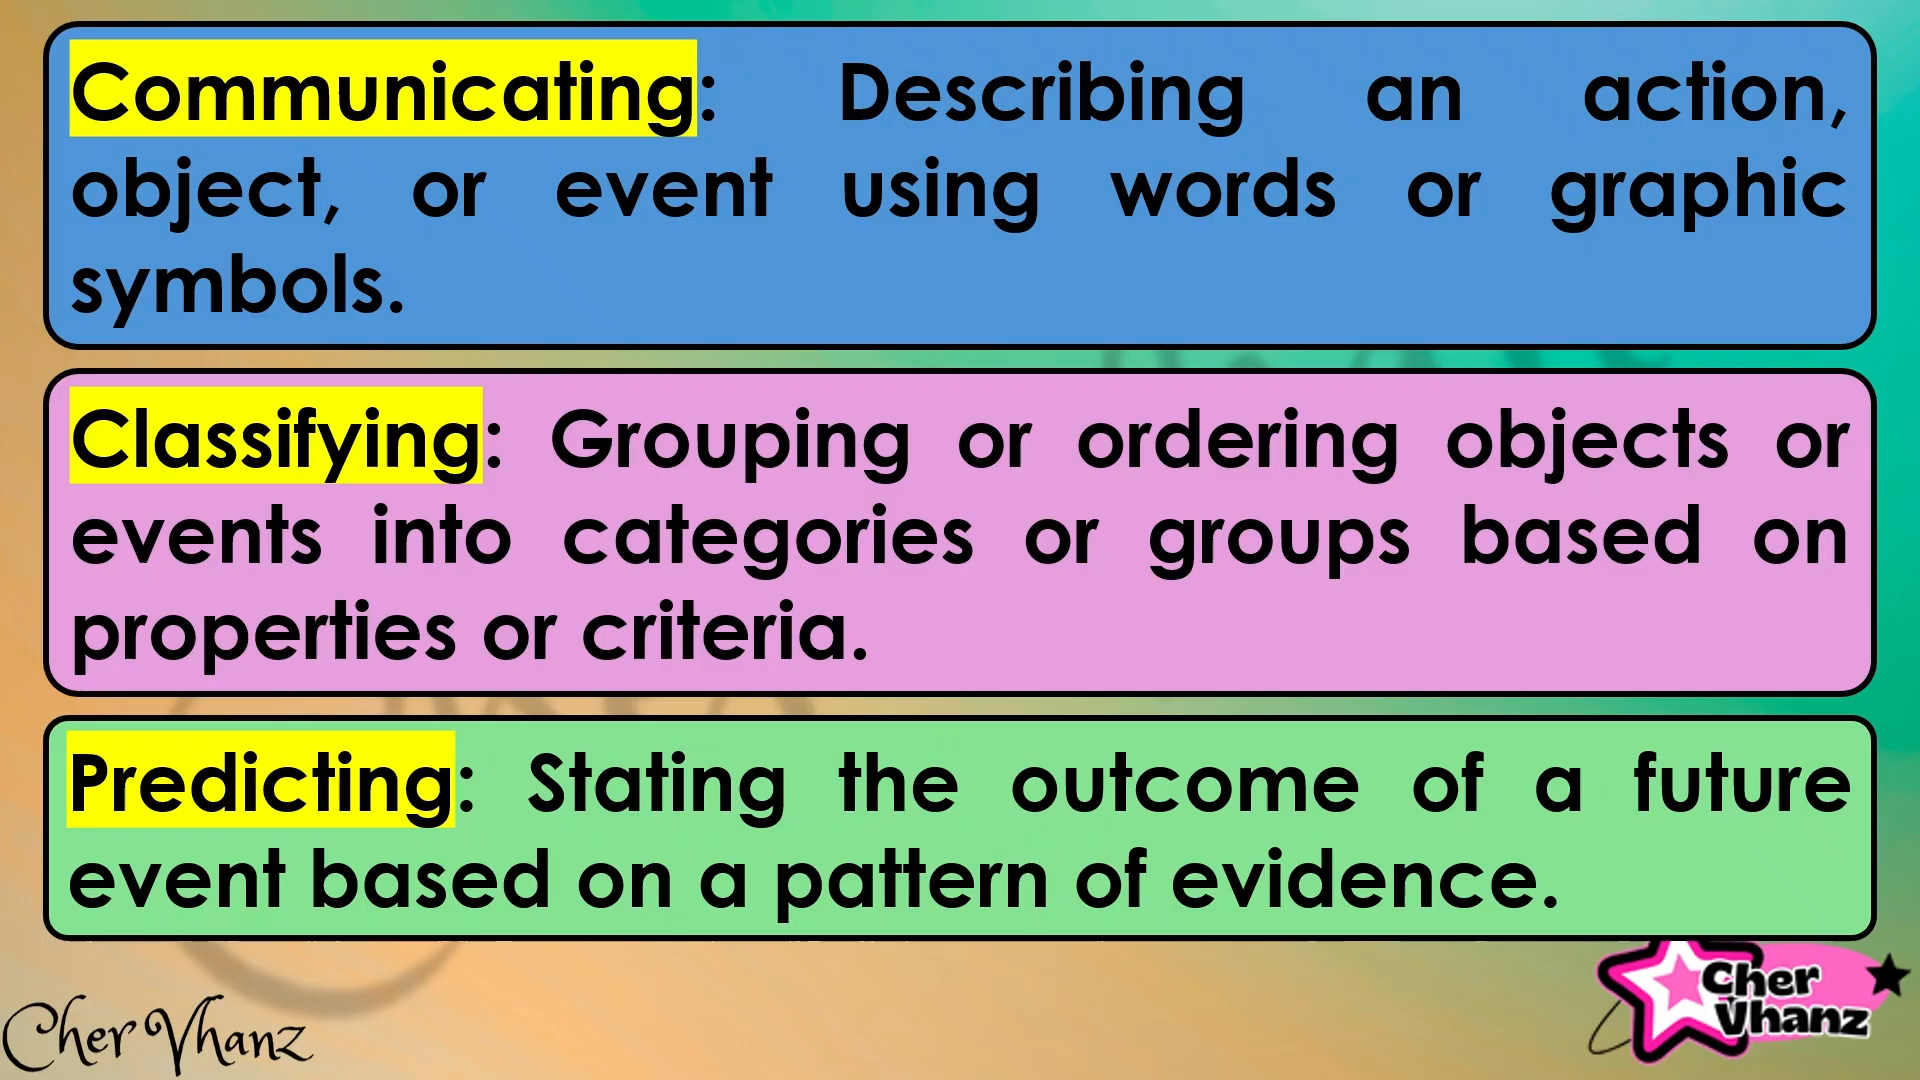 Communicating: Describing an action,
object, or event using words or graphic
symbols.
Classifying: Grouping or ordering objects or
events into categories or groups based on
properties or criteria.
Predicting: Stating the outcome of a future
event based on a pattern of evidence.
Cher Vhanz
Cher
Vhanz